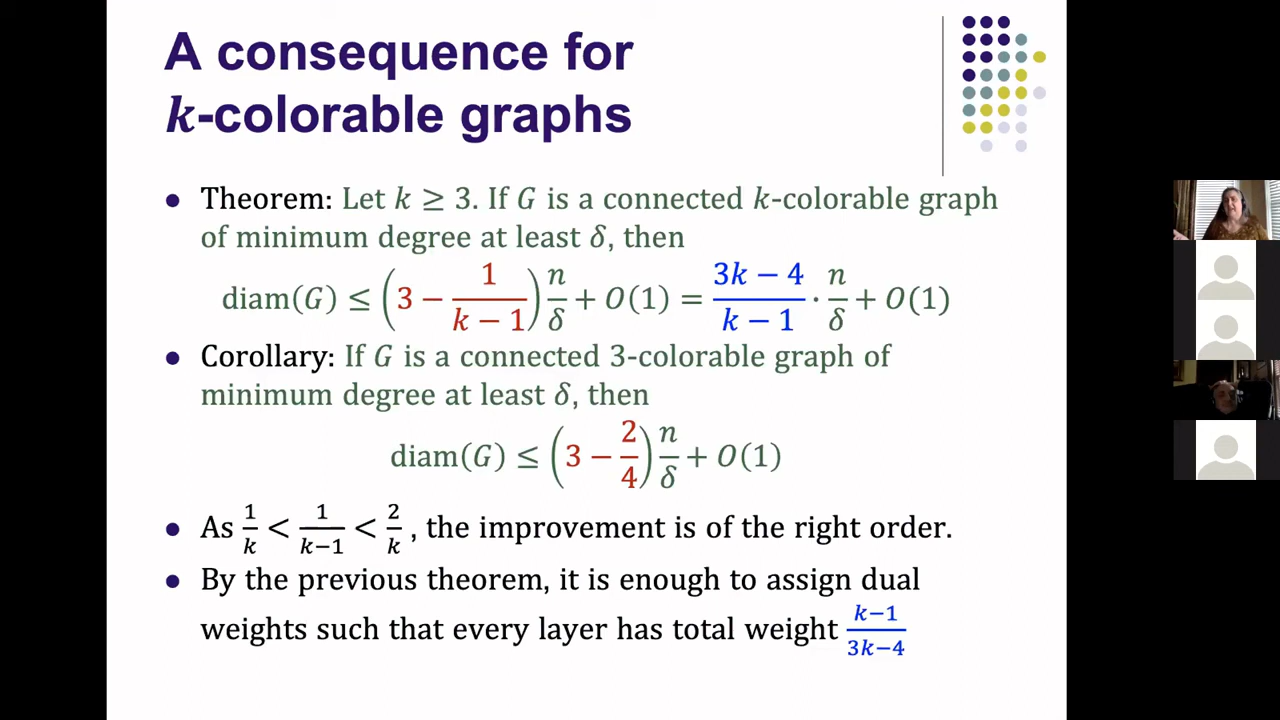 A consequence for
k-colorable graphs
• Theorem: Let k ≥ 3. If G is a connected k-colorable graph
of minimum degree at least δ, then
diam(G) ≤ (3 − 1/(k − 1)) n/δ + O(1) = (3k − 4)/(k − 1) · n/δ + O(1)
• Corollary: If G is a connected 3-colorable graph of
minimum degree at least δ, then
diam(G) ≤ (3 − 2/4) n/δ + O(1)
• As 1/k < 1/(k−1) < 2/k, the improvement is of the right order.
• By the previous theorem, it is enough to assign dual
weights such that every layer has total weight (k−1)/(3k−4)